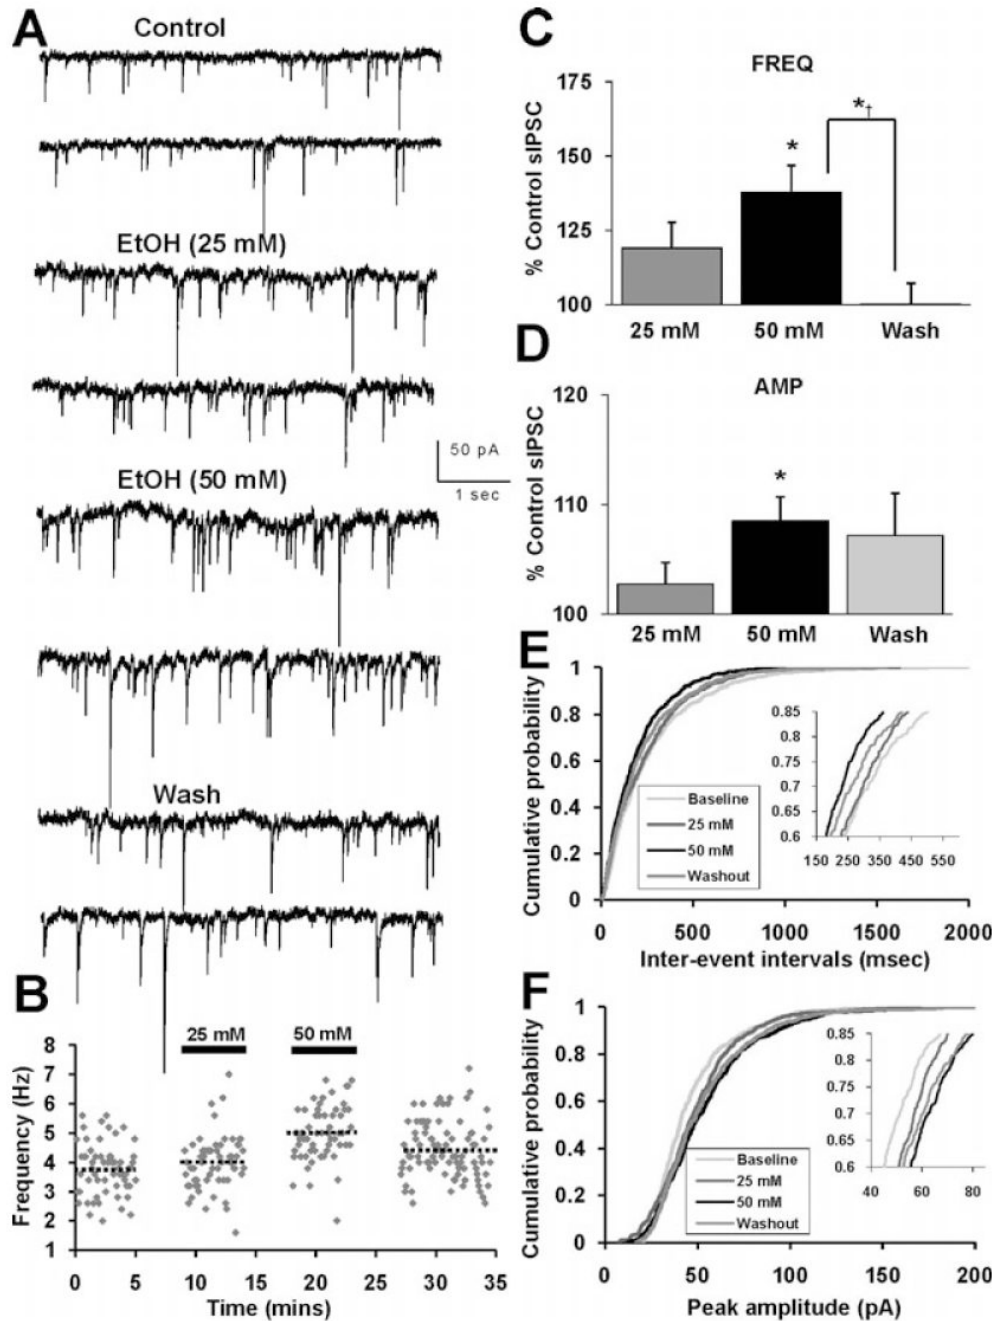 A
Control
EtOH (25 mM)
50 pA
1 sec
EtOH (50 mM)
Wash
B
25 mM
50 mM
8
7
6
5
4
3
2
1
Frequency (Hz)
0 5 10 15 20 25 30 35
Time (mins)
C
FREQ
*†
*
175
150
125
100
% Control sIPSC
25 mM 50 mM Wash
D
AMP
*
120
110
100
% Control sIPSC
25 mM 50 mM Wash
E
1
0.8
0.6
0.4
0.2
0
Cumulative probability
0.85
0.8
0.75
0.7
0.65
0.6
150 250 350 450 550
Baseline
25 mM
50 mM
Washout
0 500 1000 1500 2000
Inter-event intervals (msec)
F
1
0.8
0.6
0.4
0.2
0
Cumulative probability
0.85
0.8
0.75
0.7
0.65
0.6
40 60 80
Baseline
25 mM
50 mM
Washout
0 50 100 150 200
Peak amplitude (pA)